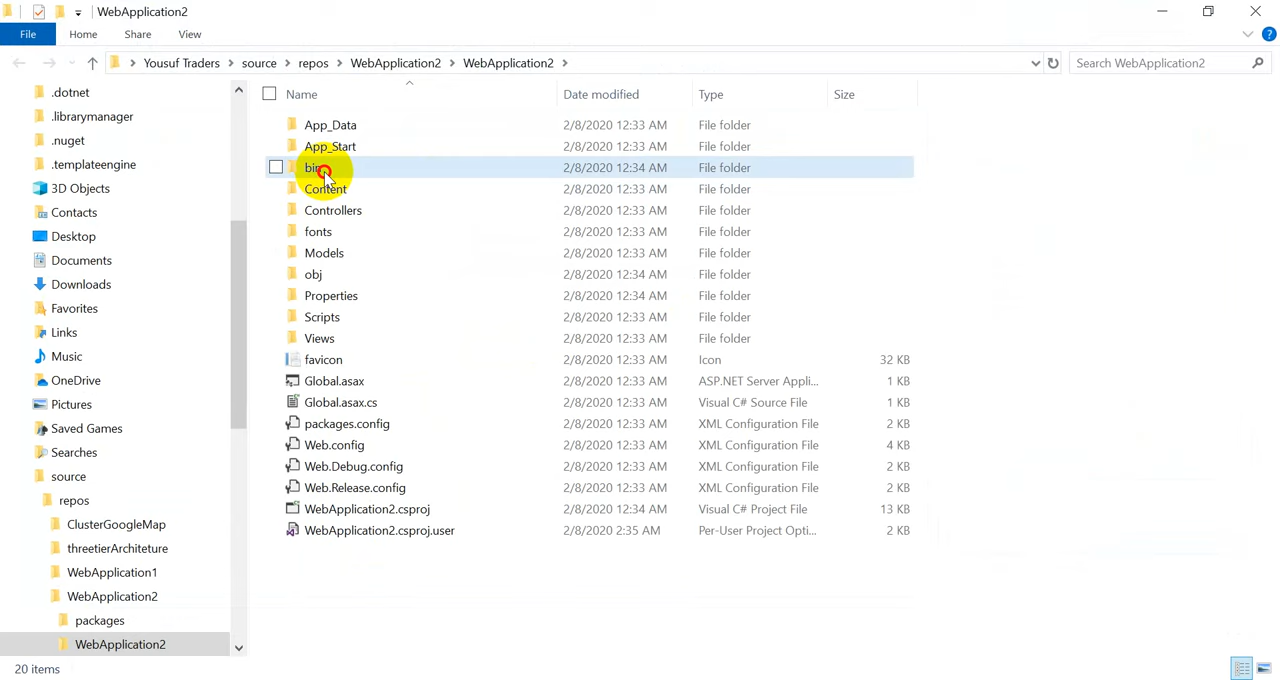 WebApplication2
File Home Share View
Yousuf Traders source repos WebApplication2 WebApplication2
Search WebApplication2
.dotnet
.librarymanager
.nuget
.templateengine
3D Objects
Contacts
Desktop
Documents
Downloads
Favorites
Links
Music
OneDrive
Pictures
Saved Games
Searches
source
repos
ClusterGoogleMap
threetierArchiteture
WebApplication1
WebApplication2
packages
WebApplication2
Name Date modified Type Size
App_Data 2/8/2020 12:33 AM File folder
App_Start 2/8/2020 12:33 AM File folder
bin 2/8/2020 12:34 AM File folder
Content 2/8/2020 12:33 AM File folder
Controllers 2/8/2020 12:33 AM File folder
fonts 2/8/2020 12:33 AM File folder
Models 2/8/2020 12:33 AM File folder
obj 2/8/2020 12:34 AM File folder
Properties 2/8/2020 12:33 AM File folder
Scripts 2/8/2020 12:33 AM File folder
Views 2/8/2020 12:33 AM File folder
favicon 2/8/2020 12:33 AM Icon 32 KB
Global.asax 2/8/2020 12:33 AM ASP.NET Server Appli... 1 KB
Global.asax.cs 2/8/2020 12:33 AM Visual C# Source File 1 KB
packages.config 2/8/2020 12:33 AM XML Configuration File 2 KB
Web.config 2/8/2020 12:33 AM XML Configuration File 4 KB
Web.Debug.config 2/8/2020 12:33 AM XML Configuration File 2 KB
Web.Release.config 2/8/2020 12:33 AM XML Configuration File 2 KB
WebApplication2.csproj 2/8/2020 12:34 AM Visual C# Project File 13 KB
WebApplication2.csproj.user 2/8/2020 2:35 AM Per-User Project Opti... 2 KB
20 items